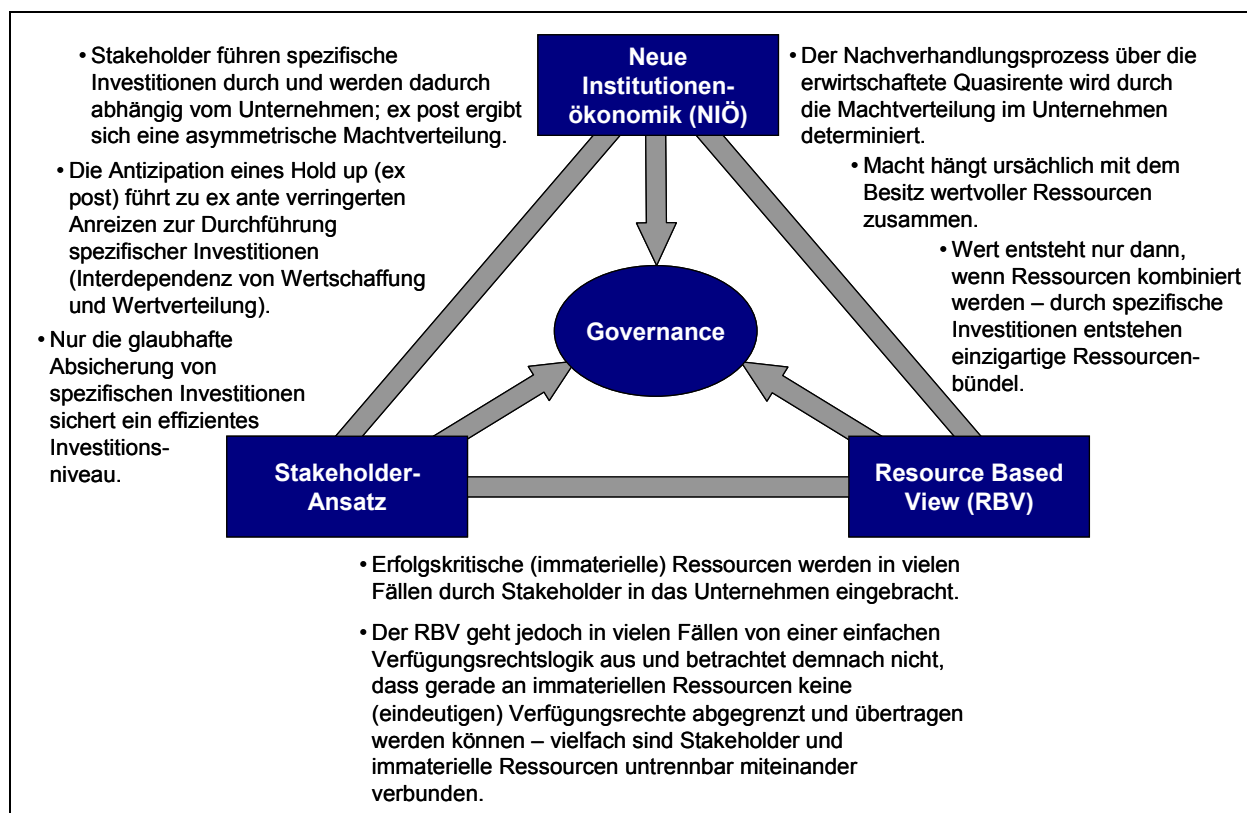 • Stakeholder führen spezifische
Investitionen durch und werden dadurch
abhängig vom Unternehmen; ex post ergibt
sich eine asymmetrische Machtverteilung.
• Die Antizipation eines Hold up (ex
post) führt zu ex ante verringerten
Anreizen zur Durchführung
spezifischer Investitionen
(Interdependenz von Wertschaffung
und Wertverteilung).
• Nur die glaubhafte
Absicherung von
spezifischen Investitionen
sichert ein effizientes
Investitions-
niveau.
Neue
Institutionen-
ökonomik (NIÖ)
• Der Nachverhandlungsprozess über die
erwirtschaftete Quasirente wird durch
die Machtverteilung im Unternehmen
determiniert.
• Macht hängt ursächlich mit dem
Besitz wertvoller Ressourcen
zusammen.
• Wert entsteht nur dann,
wenn Ressourcen kombiniert
werden – durch spezifische
Investitionen entstehen
einzigartige Ressourcen-
bündel.
Governance
Stakeholder-
Ansatz
Resource Based
View (RBV)
• Erfolgskritische (immaterielle) Ressourcen werden in vielen
Fällen durch Stakeholder in das Unternehmen eingebracht.
• Der RBV geht jedoch in vielen Fällen von einer einfachen
Verfügungsrechtslogik aus und betrachtet demnach nicht,
dass gerade an immateriellen Ressourcen keine
(eindeutigen) Verfügungsrechte abgegrenzt und übertragen
werden können – vielfach sind Stakeholder und
immaterielle Ressourcen untrennbar miteinander
verbunden.